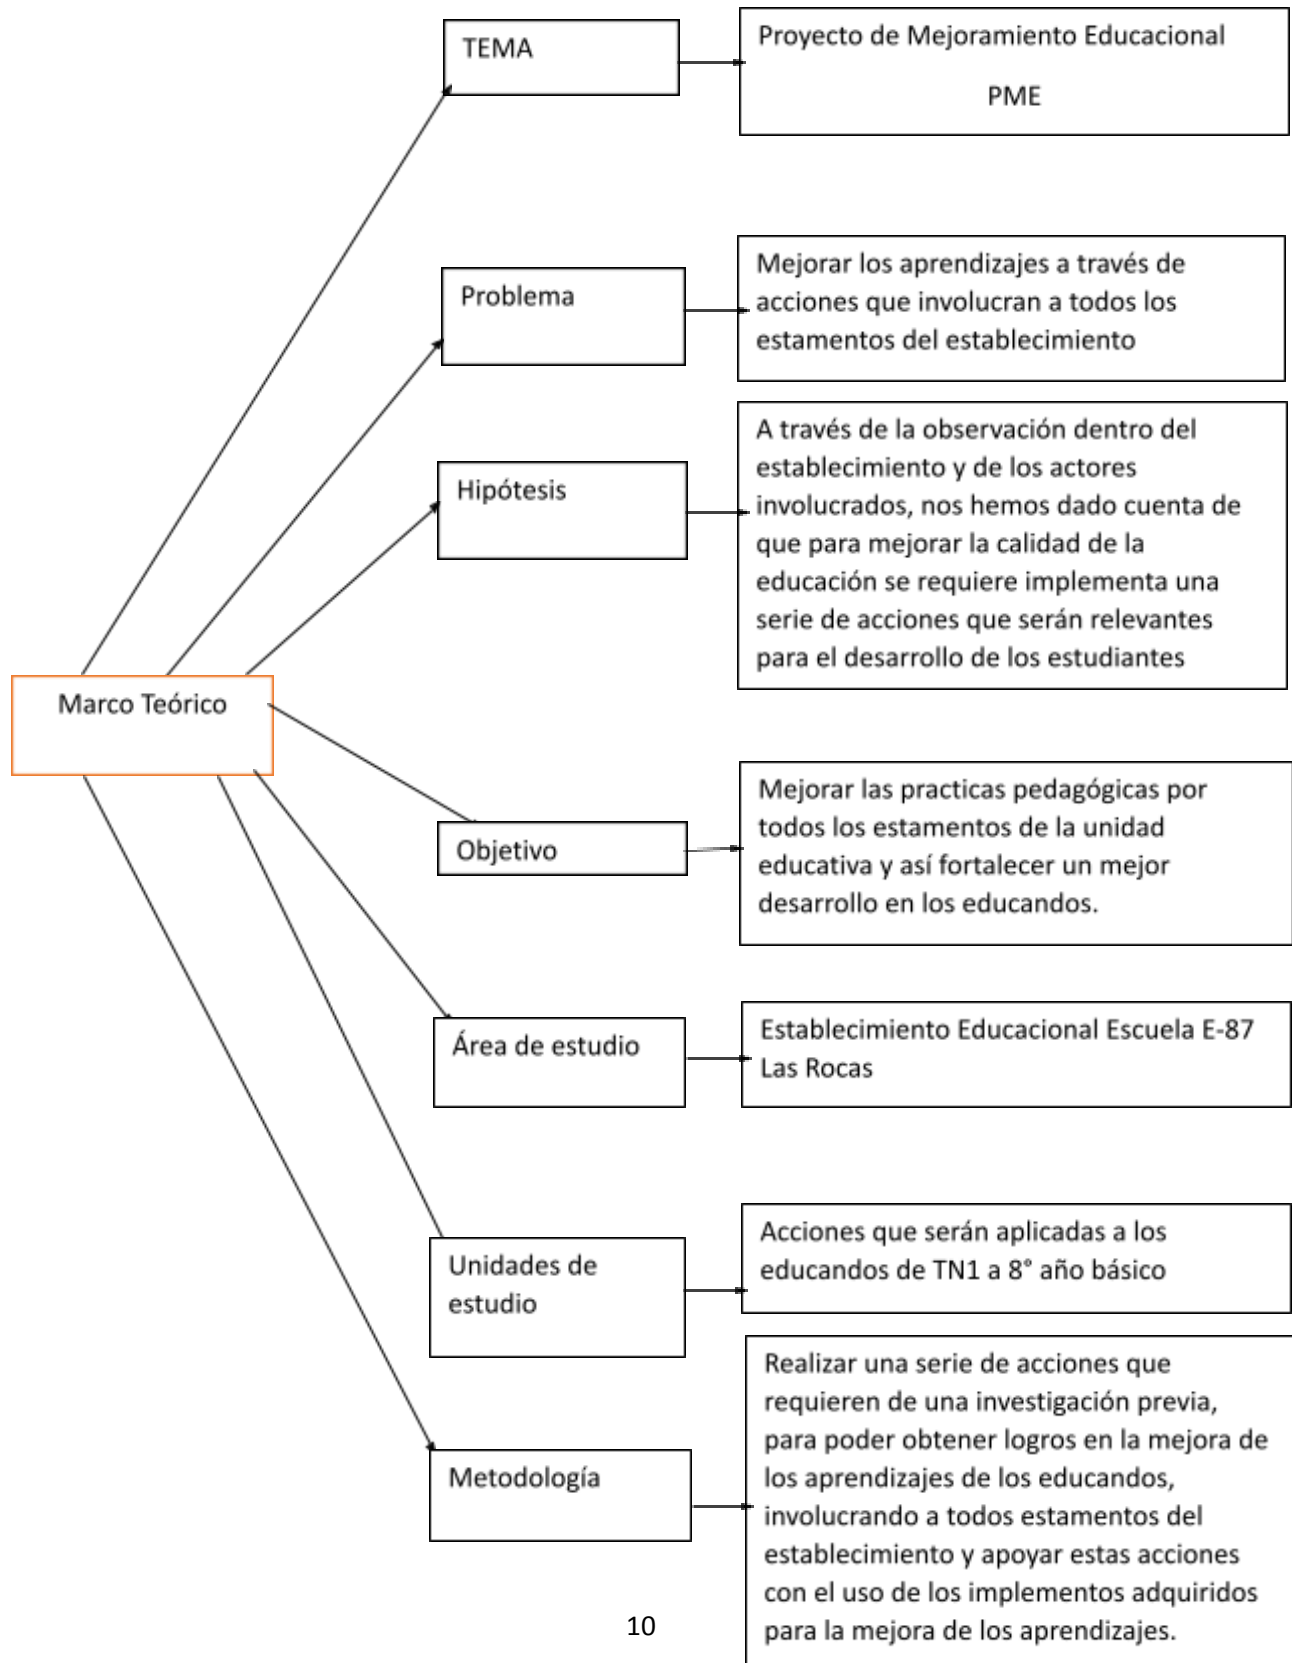 TEMA
Proyecto de Mejoramiento Educacional
PME
Problema
Mejorar los aprendizajes a través de
acciones que involucran a todos los
estamentos del establecimiento
Hipótesis
A través de la observación dentro del
establecimiento y de los actores
involucrados, nos hemos dado cuenta de
que para mejorar la calidad de la
educación se requiere implementa una
serie de acciones que serán relevantes
para el desarrollo de los estudiantes
Marco Teórico
Objetivo
Mejorar las practicas pedagógicas por
todos los estamentos de la unidad
educativa y así fortalecer un mejor
desarrollo en los educandos.
Área de estudio
Establecimiento Educacional Escuela E-87
Las Rocas
Unidades de
estudio
Acciones que serán aplicadas a los
educandos de TN1 a 8° año básico
Metodología
Realizar una serie de acciones que
requieren de una investigación previa,
para poder obtener logros en la mejora de
los aprendizajes de los educandos,
involucrando a todos estamentos del
establecimiento y apoyar estas acciones
con el uso de los implementos adquiridos
para la mejora de los aprendizajes.
10